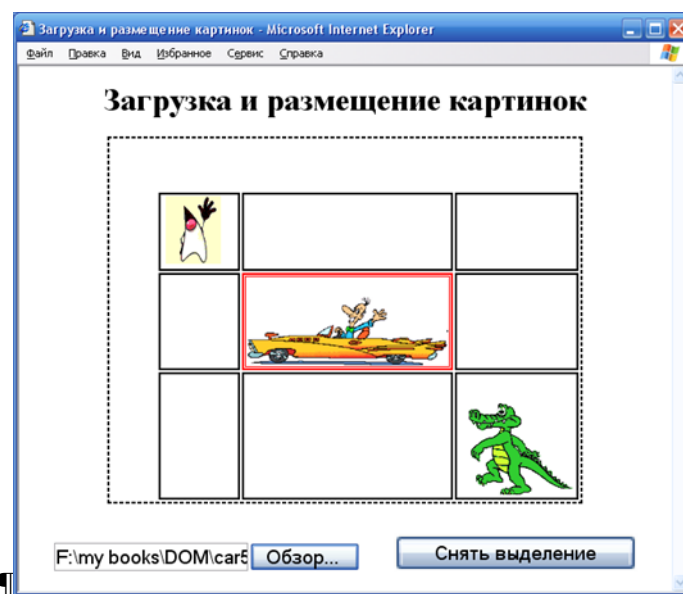 Загрузка и размещение картинок - Microsoft Internet Explorer
Файл Правка Вид Избранное Сервис Справка
Загрузка и размещение картинок
F:\my books\DOM\car5 Обзор... Снять выделение
¶